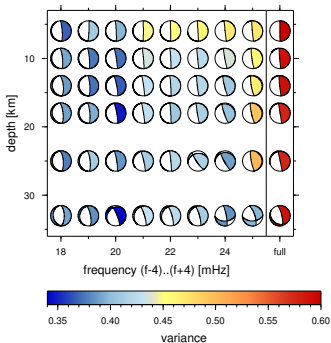 depth [km]
10
20
30
18 20 22 24 full
frequency (f-4)..(f+4) [mHz]
0.35 0.40 0.45 0.50 0.55 0.60
variance